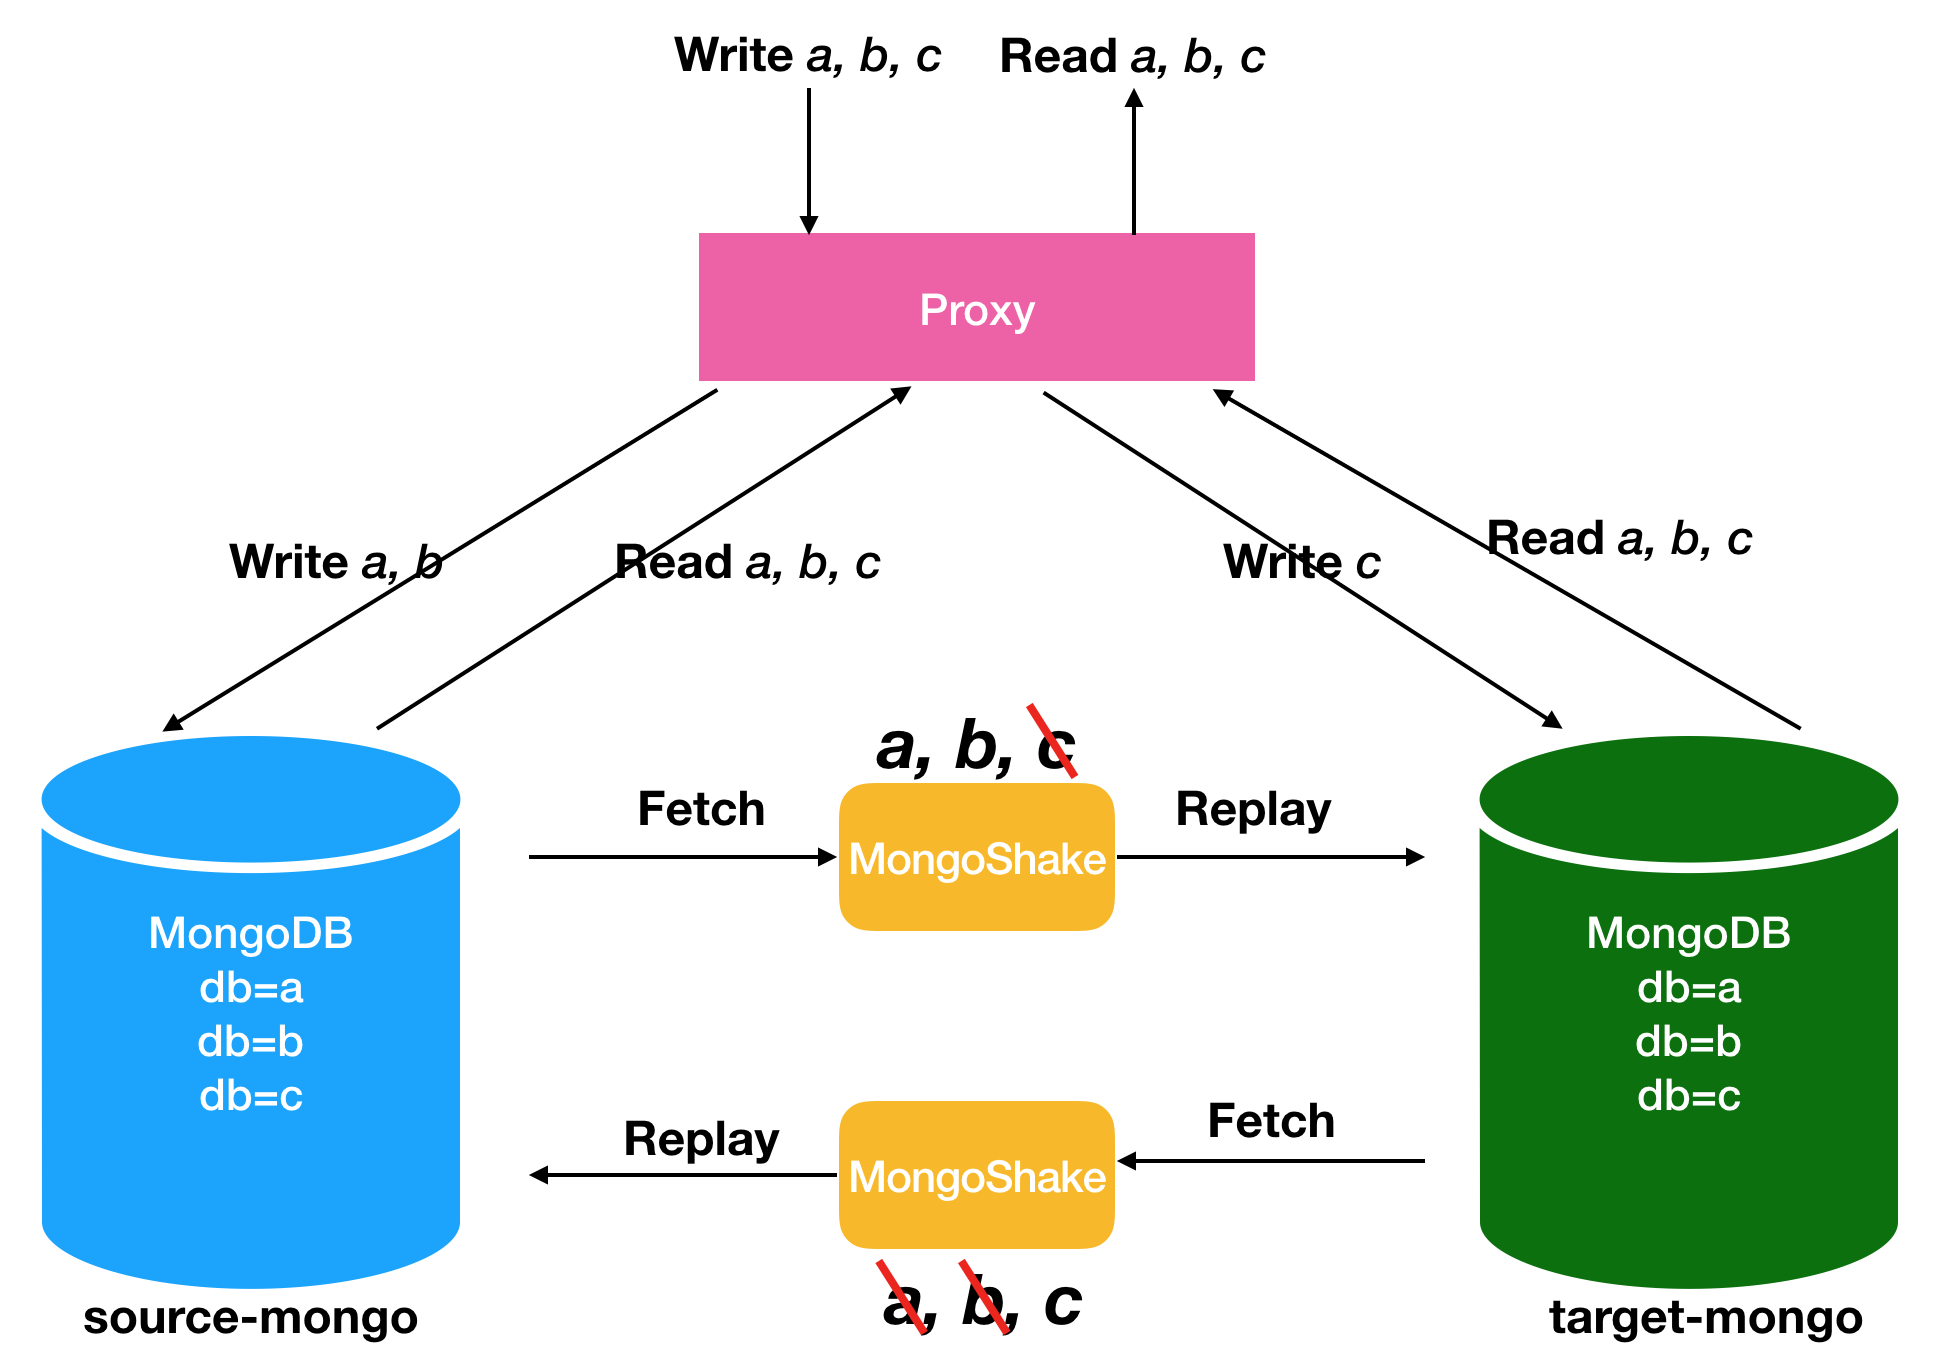 Write a, b, c
Read a, b, c
Proxy
Write a, b
Read a, b, c
Write c
Read a, b, c
a, b, c
Fetch
MongoShake
Replay
MongoDB
db=a
db=b
db=c
MongoDB
db=a
db=b
db=c
Replay
MongoShake
Fetch
a, b, c
source-mongo
target-mongo